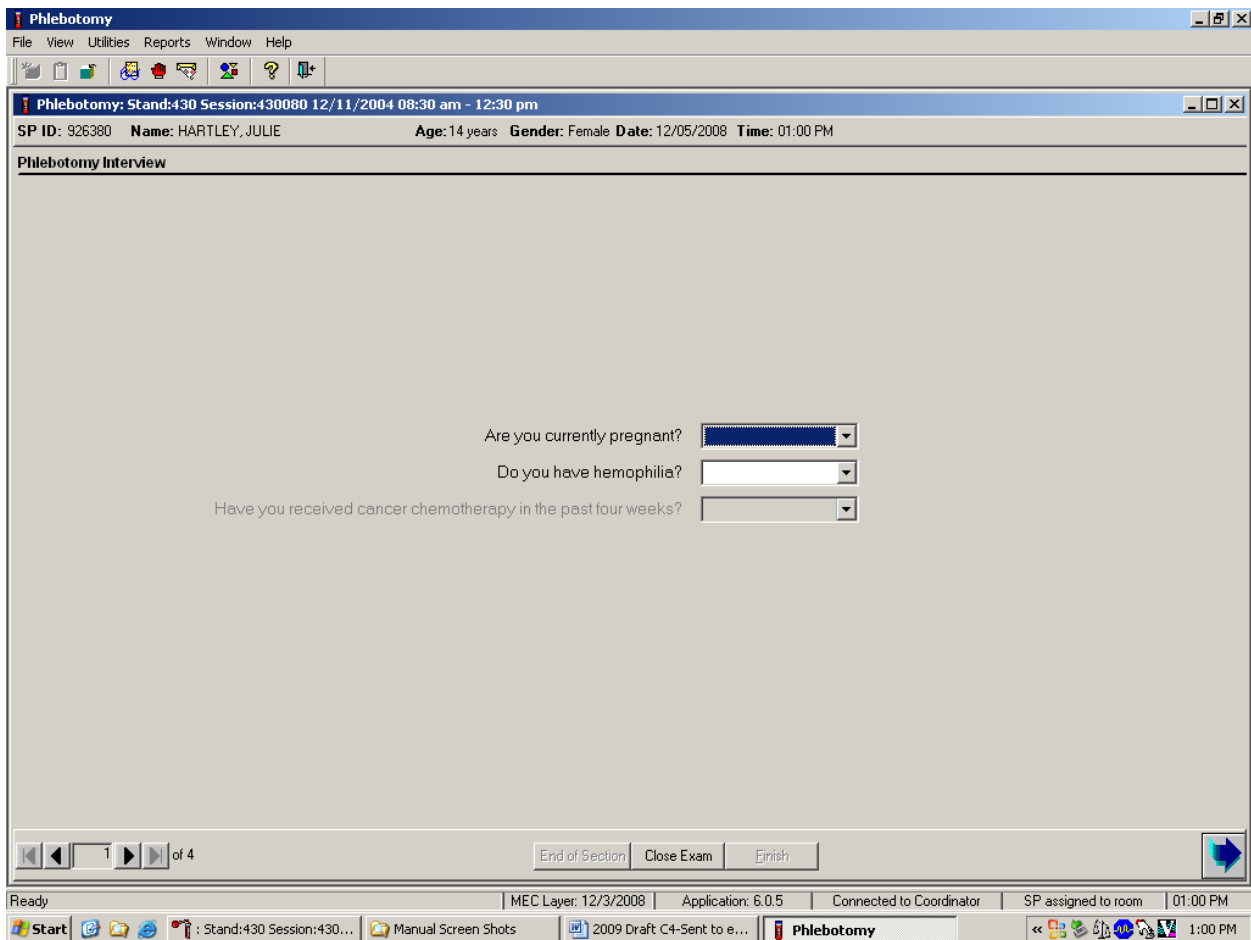 Phlebotomy
File View Utilities Reports Window Help
Phlebotomy: Stand:430 Session:430080 12/11/2004 08:30 am - 12:30 pm
SP ID: 926380 Name: HARTLEY, JULIE Age: 14 years Gender: Female Date: 12/05/2008 Time: 01:00 PM
Phlebotomy Interview
Are you currently pregnant?
Do you have hemophilia?
Have you received cancer chemotherapy in the past four weeks?
1 of 4 End of Section Close Exam Finish
Ready MEC Layer: 12/3/2008 Application: 6.0.5 Connected to Coordinator SP assigned to room 01:00 PM
Start : Stand:430 Session:430... Manual Screen Shots 2009 Draft C4-Sent to e... Phlebotomy « 1:00 PM